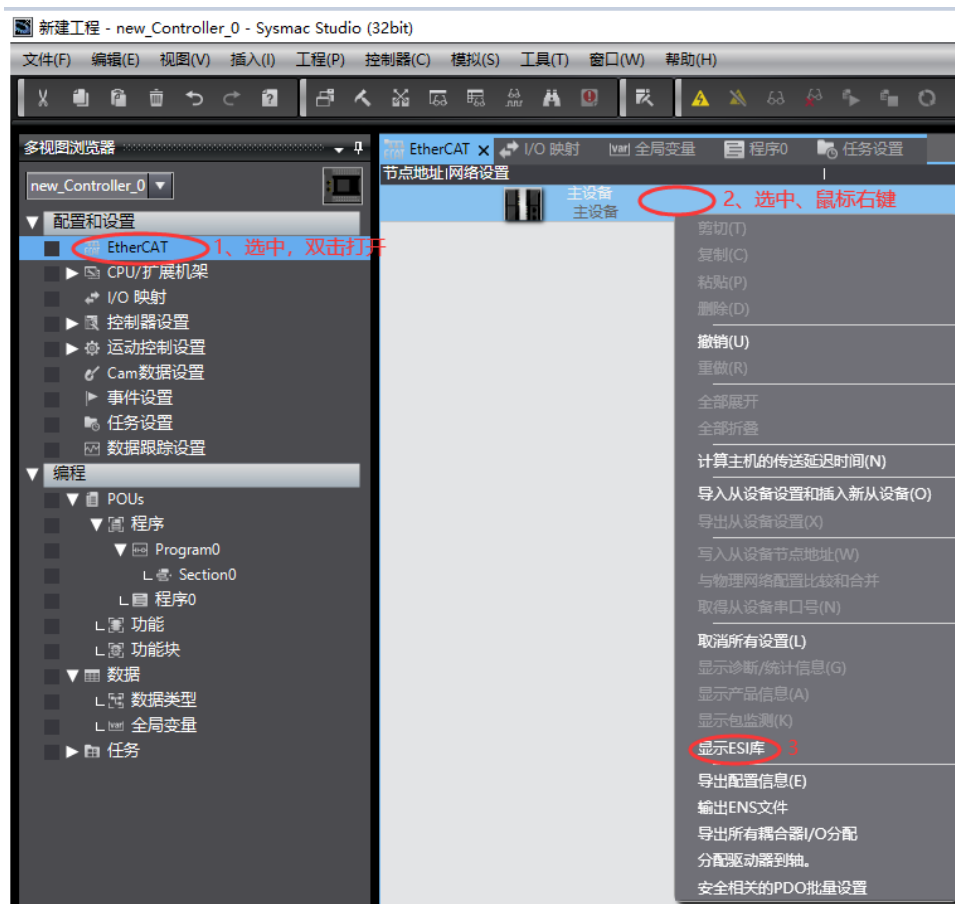 新建工程 - new_Controller_0 - Sysmac Studio (32bit)
文件(F) 编辑(E) 视图(V) 插入(I) 工程(P) 控制器(C) 模拟(S) 工具(T) 窗口(W) 帮助(H)
多视图浏览器
new_Controller_0
配置和设置
EtherCAT 1、选中，双击打开
CPU/扩展机架
I/O 映射
控制器设置
运动控制设置
Cam数据设置
事件设置
任务设置
数据跟踪设置
编程
POUs
程序
Program0
Section0
程序0
功能
功能块
数据
数据类型
全局变量
任务
EtherCAT I/O 映射 全局变量 程序0 任务设置
节点地址|网络设置
主设备
主设备
2、选中、鼠标右键
剪切(T)
复制(C)
粘贴(P)
删除(D)
撤销(U)
重做(R)
全部展开
全部折叠
计算主机的传送延迟时间(N)
导入从设备设置和插入新从设备(O)
导出从设备设置(X)
写入从设备节点地址(W)
与物理网络配置比较和合并
取得从设备串口号(N)
取消所有设置(L)
显示诊断/统计信息(G)
显示产品信息(A)
显示包监测(K)
显示ESI库 3
导出配置信息(E)
输出ENS文件
导出所有耦合器I/O分配
分配驱动器到轴。
安全相关的PDO批量设置